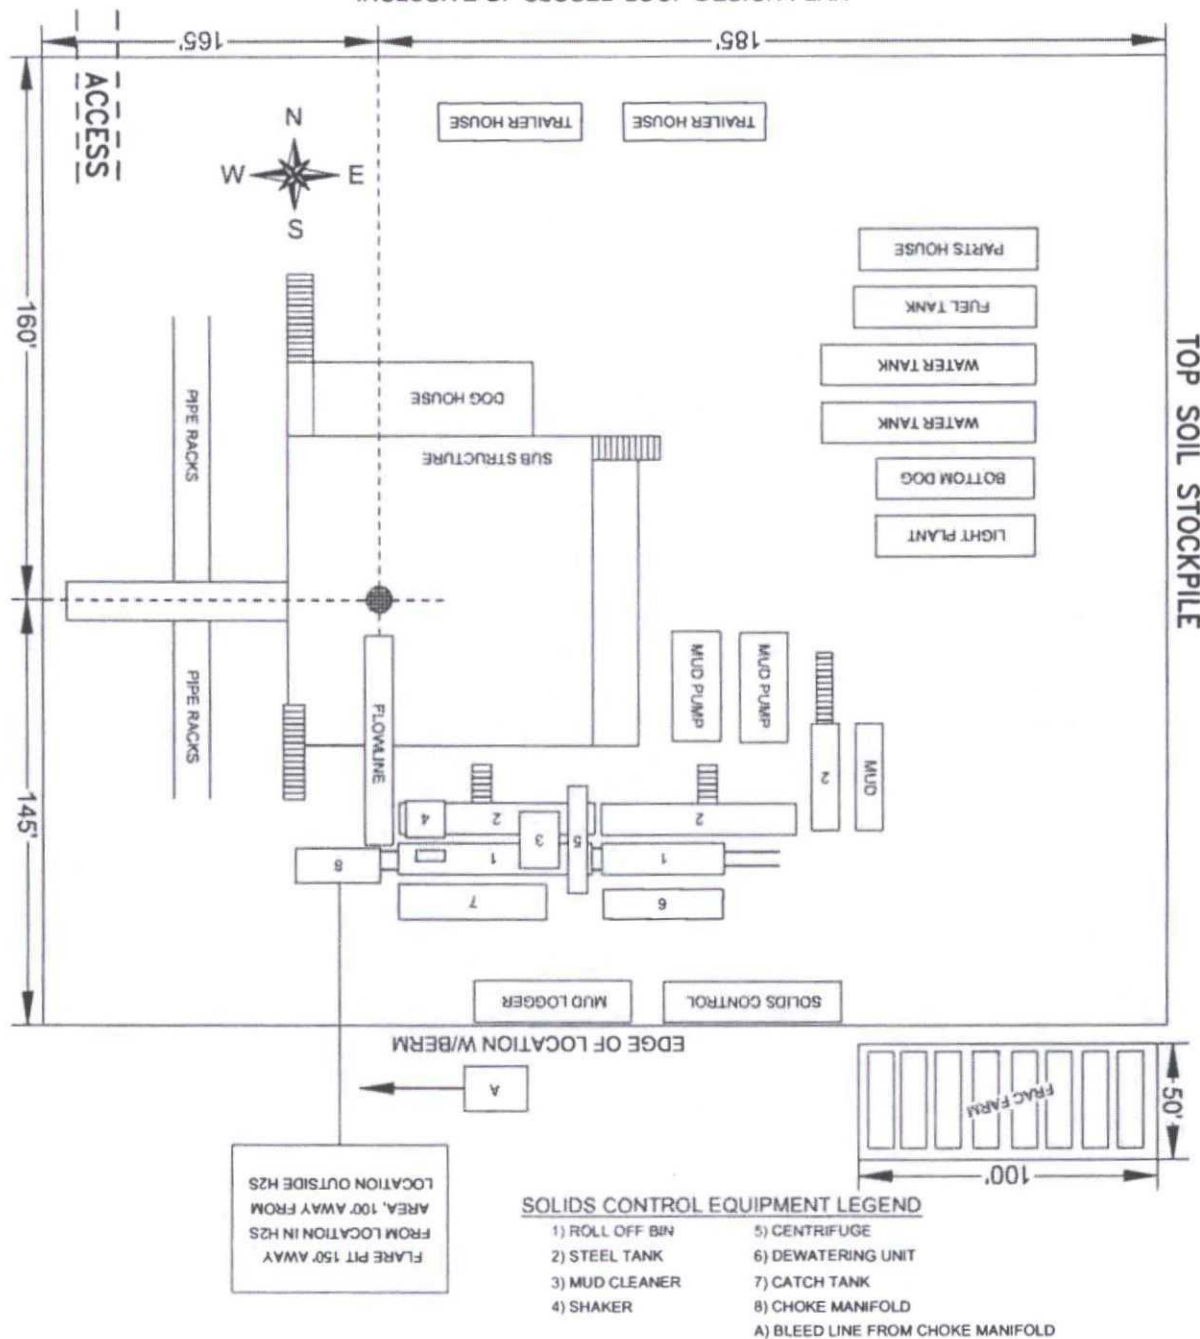 165'
185'
ACCESS
TRAILER HOUSE
TRAILER HOUSE
N
W
E
S
PARTS HOUSE
FUEL TANK
WATER TANK
WATER TANK
BOTTOM DOG
LIGHT PLANT
TOP SOIL STOCKPILE
160'
PIPE RACKS
DOG HOUSE
SUB STRUCTURE
PIPE RACKS
FLOWLINE
MUD PUMP
MUD PUMP
2
MUD
145'
4
2
3
5
2
8
1
1
7
6
MUD LOGGER
SOLIDS CONTROL
EDGE OF LOCATION W/BERM
A
FRAC FARM
50'
100'
FLARE PIT 150' AWAY
FROM LOCATION IN H2S
AREA, 100' AWAY FROM
LOCATION OUTSIDE H2S
SOLIDS CONTROL EQUIPMENT LEGEND
1) ROLL OFF BIN
2) STEEL TANK
3) MUD CLEANER
4) SHAKER
5) CENTRIFUGE
6) DEWATERING UNIT
7) CATCH TANK
8) CHOKE MANIFOLD
A) BLEED LINE FROM CHOKE MANIFOLD